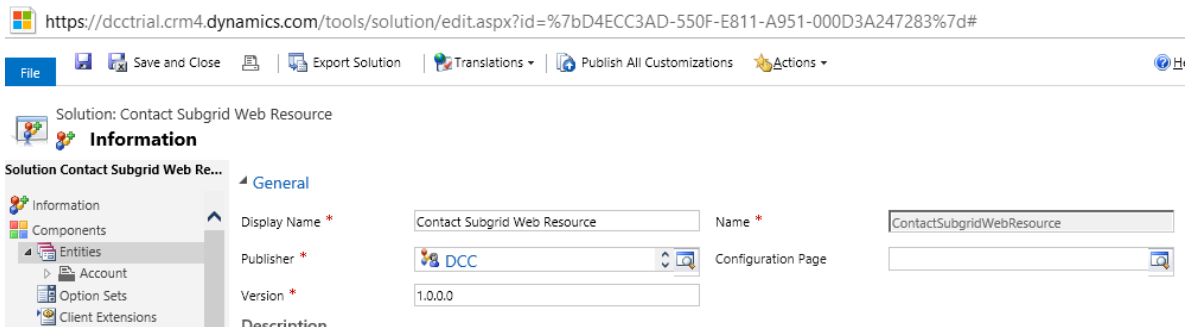 https://dcctrial.crm4.dynamics.com/tools/solution/edit.aspx?id=%7bD4ECC3AD-550F-E811-A951-000D3A247283%7d#
File Save and Close Export Solution Translations Publish All Customizations Actions He
Solution: Contact Subgrid Web Resource
Information
Solution Contact Subgrid Web Re...
General
Information
Display Name * Contact Subgrid Web Resource Name * ContactSubgridWebResource
Components
Entities
Publisher * DCC Configuration Page
Account
Option Sets
Version * 1.0.0.0
Client Extensions
Description